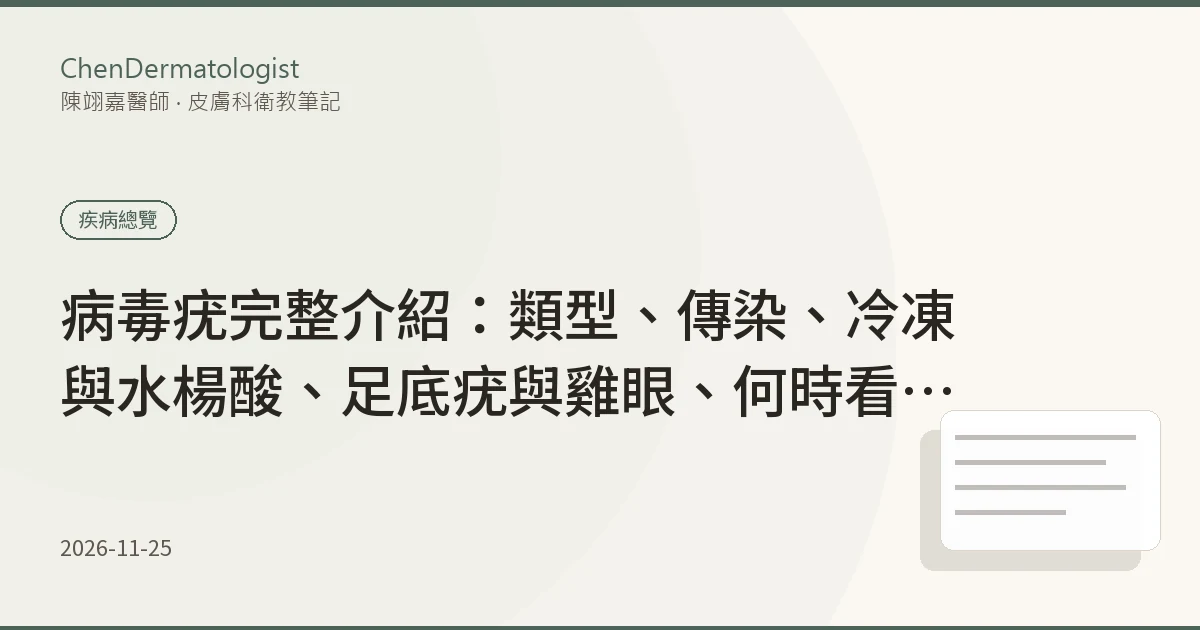 ChenDermatologist
陳翊嘉醫師 · 皮膚科衛教筆記
疾病總覽
病毒疣完整介紹：類型、傳染、冷凍
與水楊酸、足底疣與雞眼、何時看…
2026-11-25